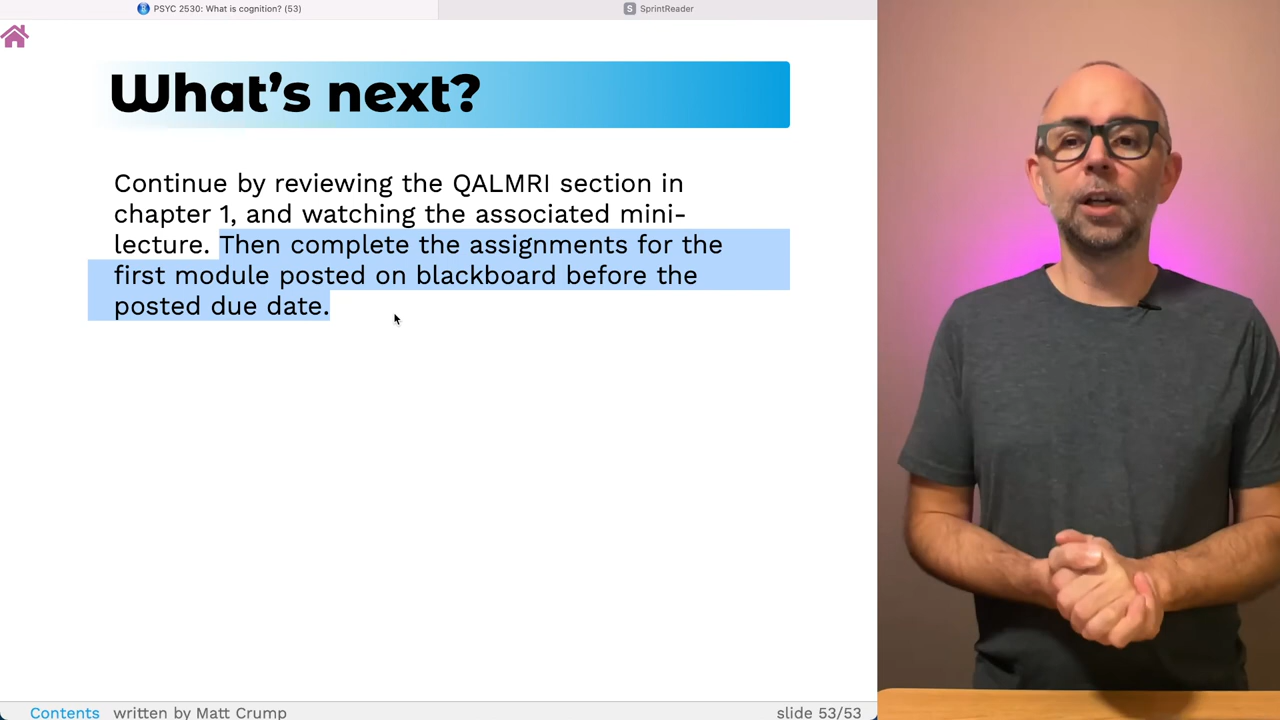 PSYC 2530: What is cognition? (53)
S SprintReader
What's next?
Continue by reviewing the QALMRI section in
chapter 1, and watching the associated mini-
lecture. Then complete the assignments for the
first module posted on blackboard before the
posted due date.
Contents written by Matt Crump slide 53/53